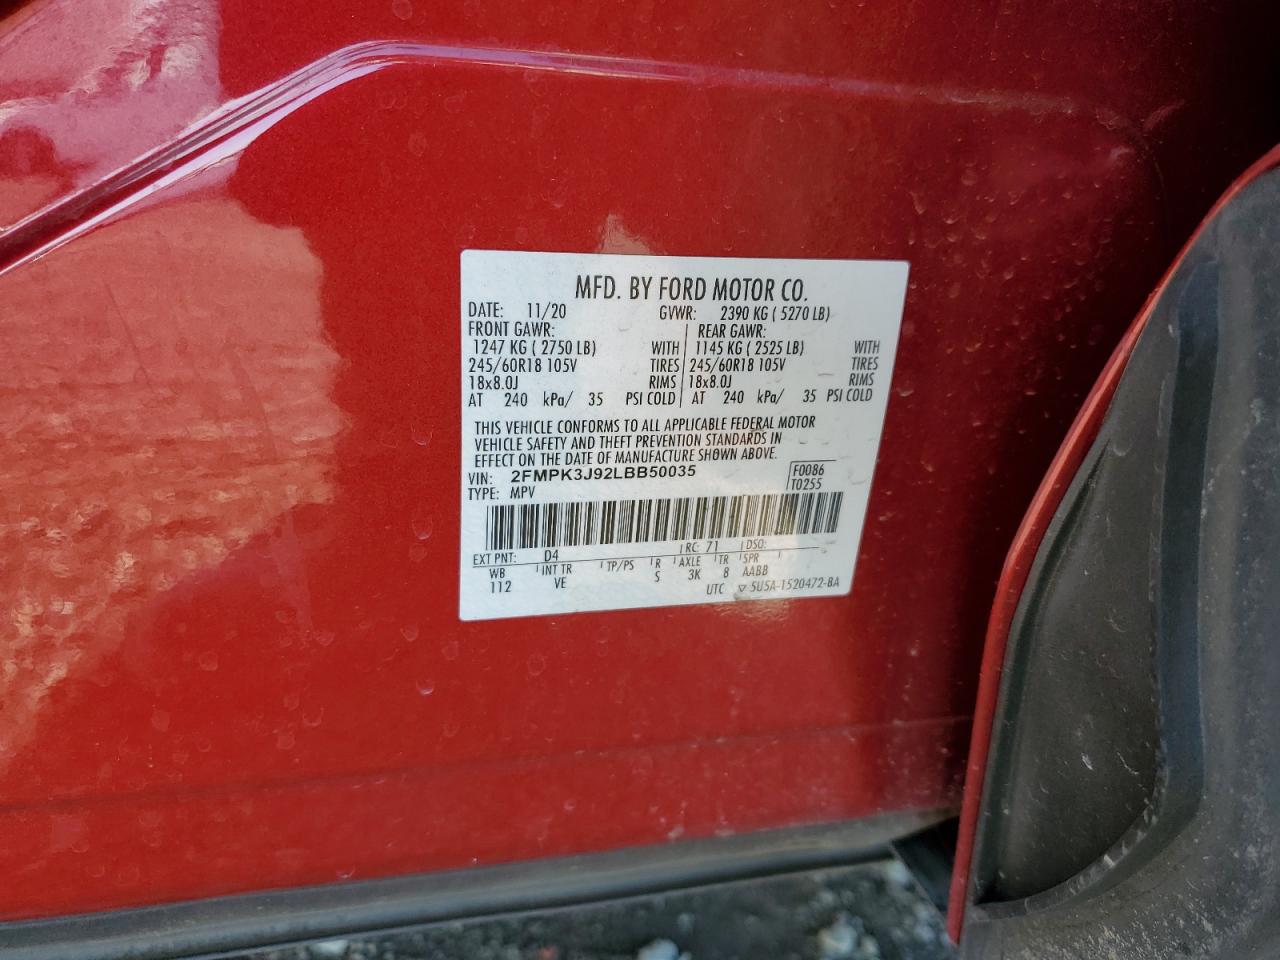 MFD. BY FORD MOTOR CO.
DATE: 11/20 GVWR: 2390 KG ( 5270 LB)
FRONT GAWR: REAR GAWR:
1247 KG ( 2750 LB) WITH 1145 KG ( 2525 LB) WITH
245/60R18 105V TIRES 245/60R18 105V TIRES
18x8.0J RIMS 18x8.0J RIMS
AT 240 kPa/ 35 PSI COLD AT 240 kPa/ 35 PSI COLD
THIS VEHICLE CONFORMS TO ALL APPLICABLE FEDERAL MOTOR
VEHICLE SAFETY AND THEFT PREVENTION STANDARDS IN
EFFECT ON THE DATE OF MANUFACTURE SHOWN ABOVE.
VIN: 2FMPK3J92LBB50035 F0086
TYPE: MPV T0255
EXT PNT: D4 RC: 71 DSO:
WB INT TR TP/PS R AXLE TR SPR
112 VE S 3K 8 AABB
UTC ▽ 5U5A-1520472-BA